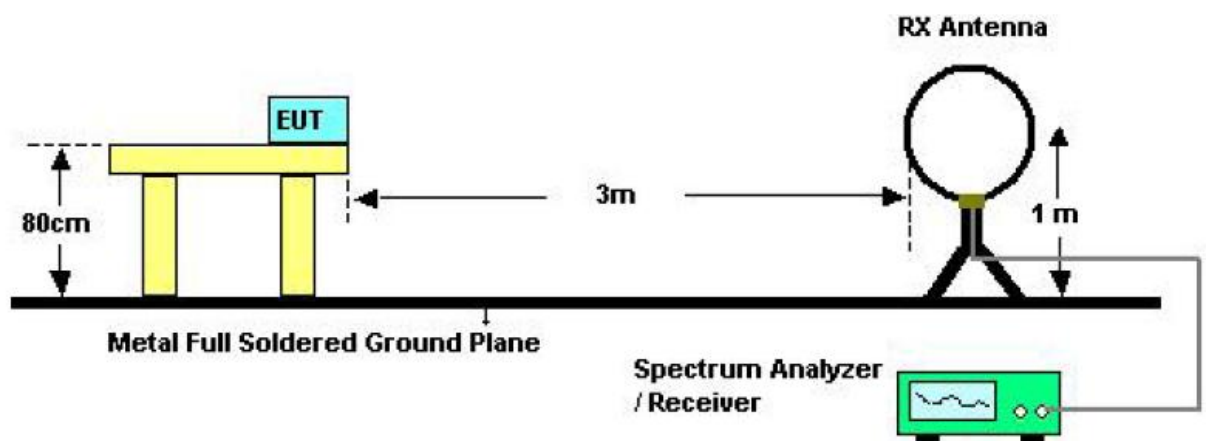 RX Antenna
EUT
80cm
3m
1 m
Metal Full Soldered Ground Plane
Spectrum Analyzer
/ Receiver